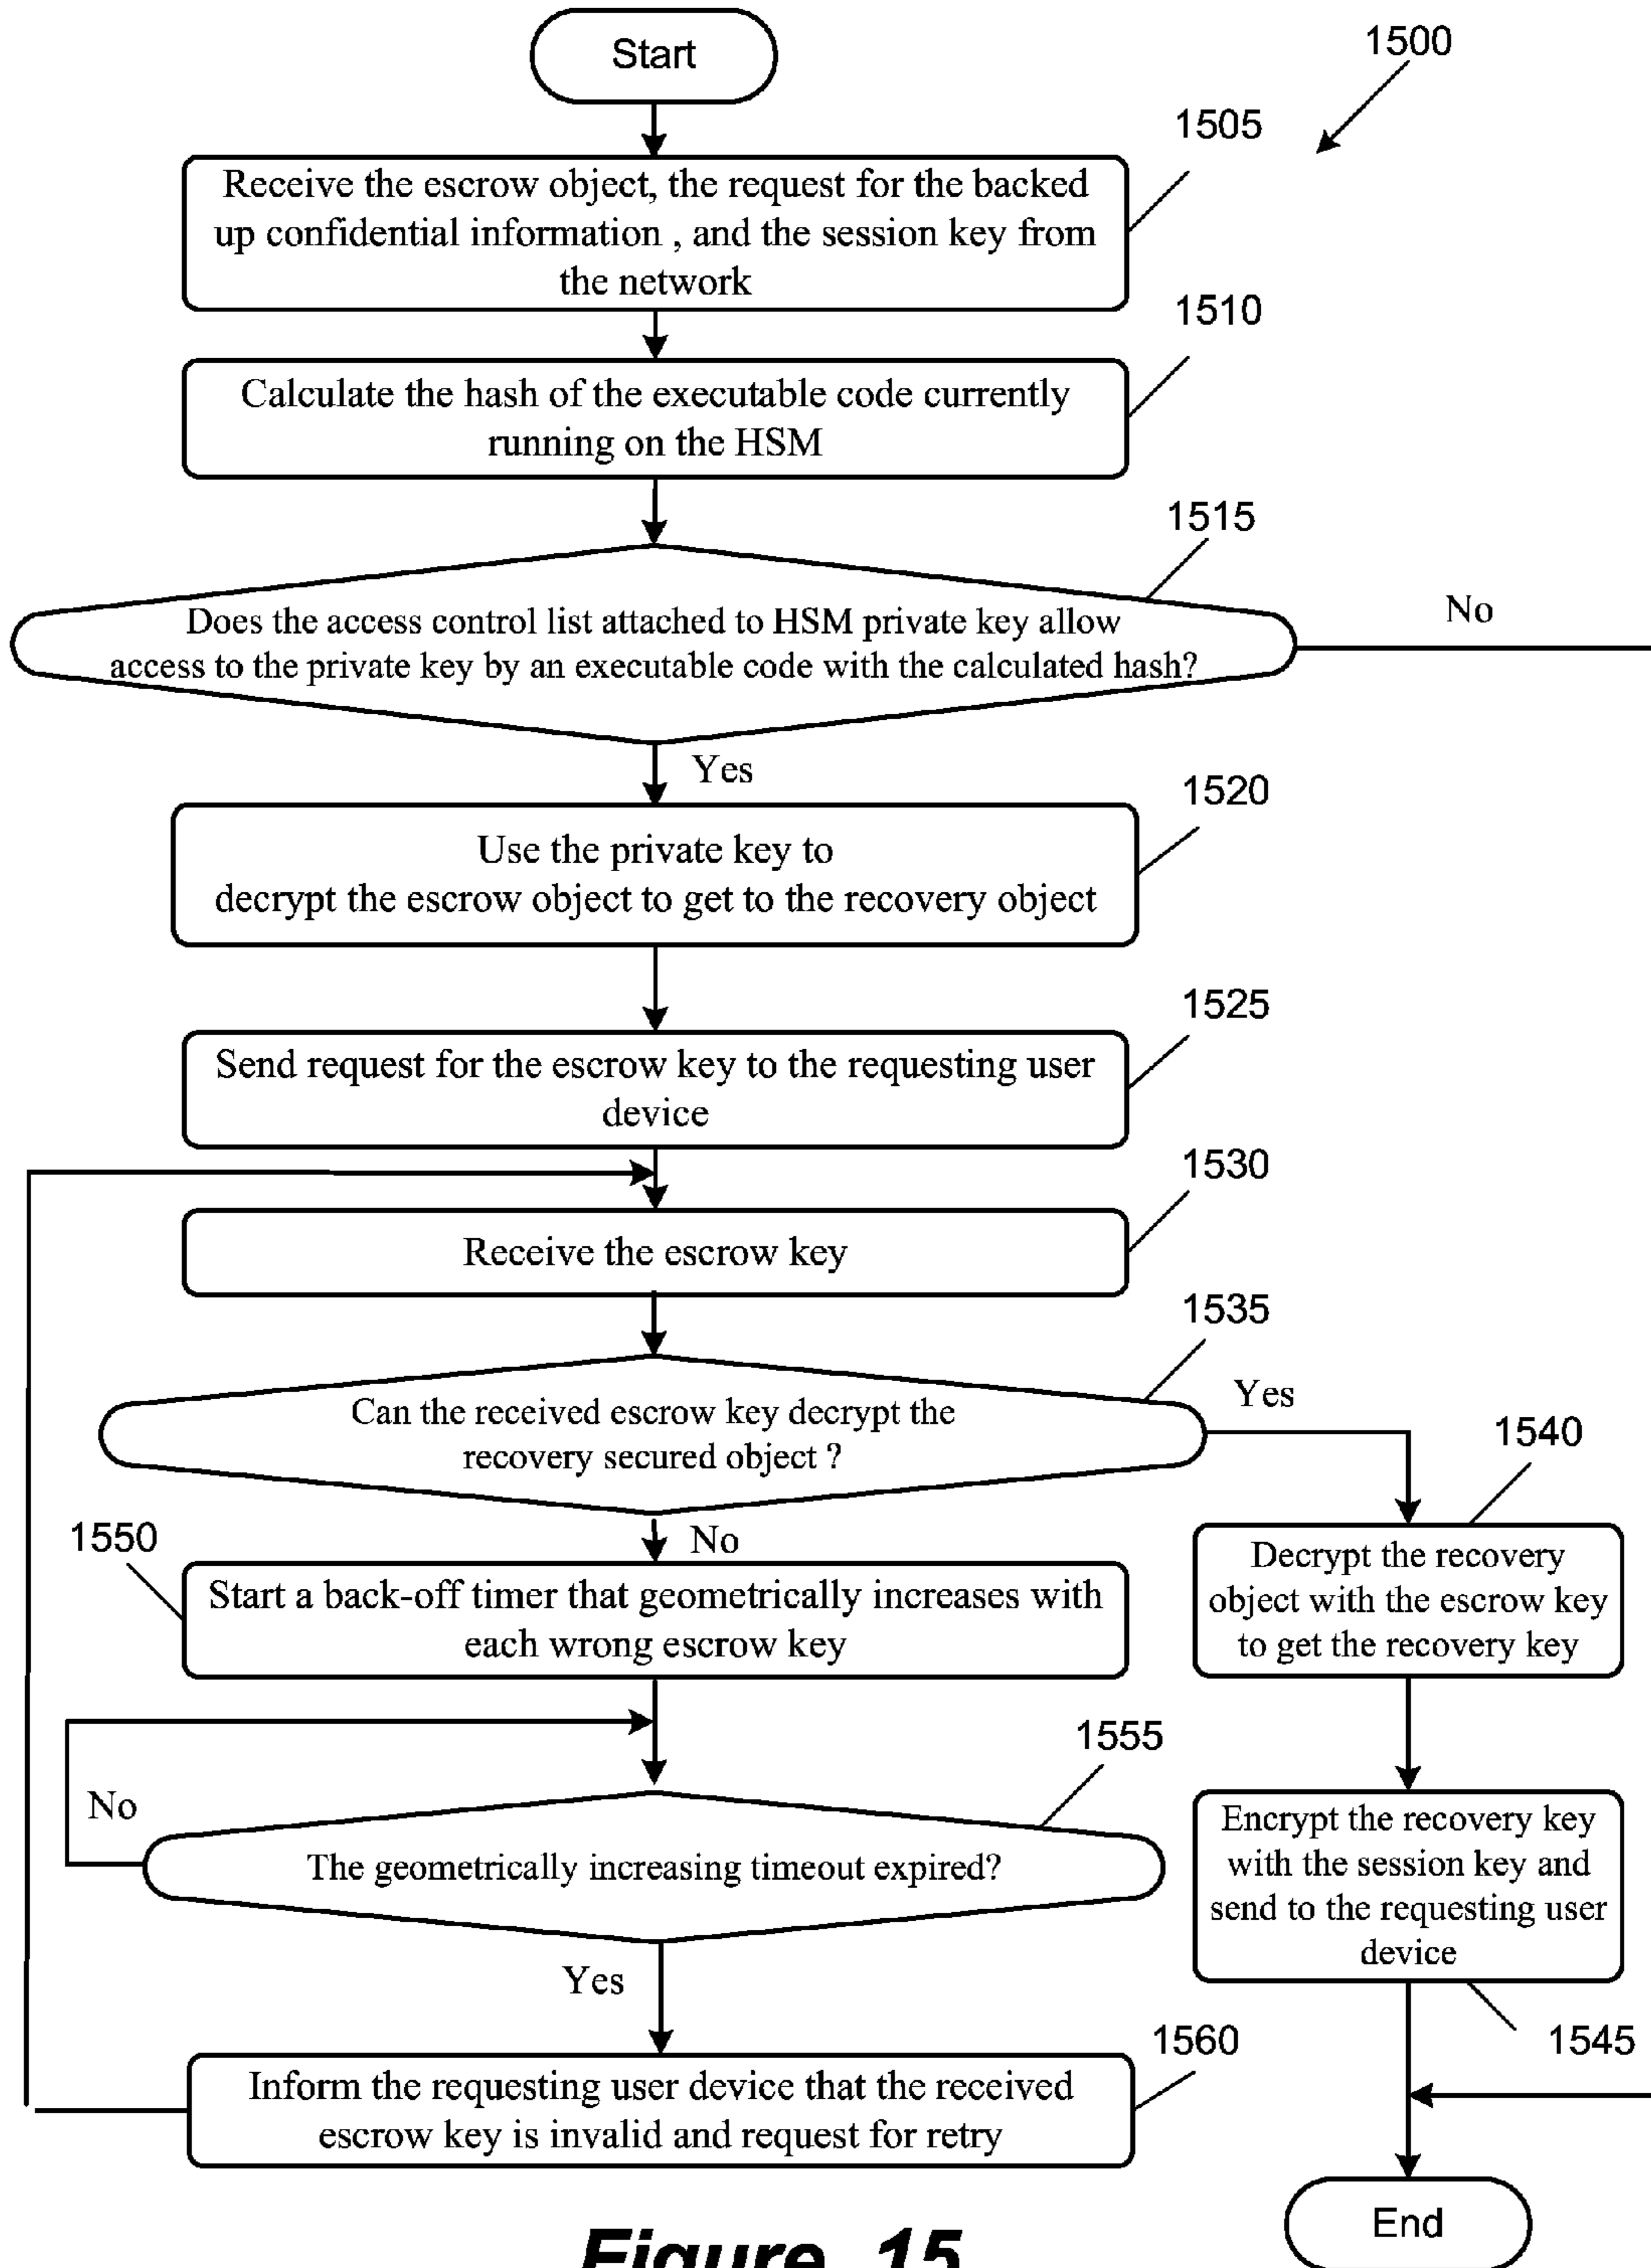 Start
1500
1505
Receive the escrow object, the request for the backed
up confidential information , and the session key from
the network
1510
Calculate the hash of the executable code currently
running on the HSM
1515
Does the access control list attached to HSM private key allow
access to the private key by an executable code with the calculated hash?
No
Yes
1520
Use the private key to
decrypt the escrow object to get to the recovery object
1525
Send request for the escrow key to the requesting user
device
1530
Receive the escrow key
1535
Can the received escrow key decrypt the
recovery secured object ?
Yes
1540
Decrypt the recovery
object with the escrow key
to get the recovery key
No
1550
Start a back-off timer that geometrically increases with
each wrong escrow key
1555
No
The geometrically increasing timeout expired?
Encrypt the recovery key
with the session key and
send to the requesting user
device
1545
Yes
1560
Inform the requesting user device that the received
escrow key is invalid and request for retry
End
Figure 15